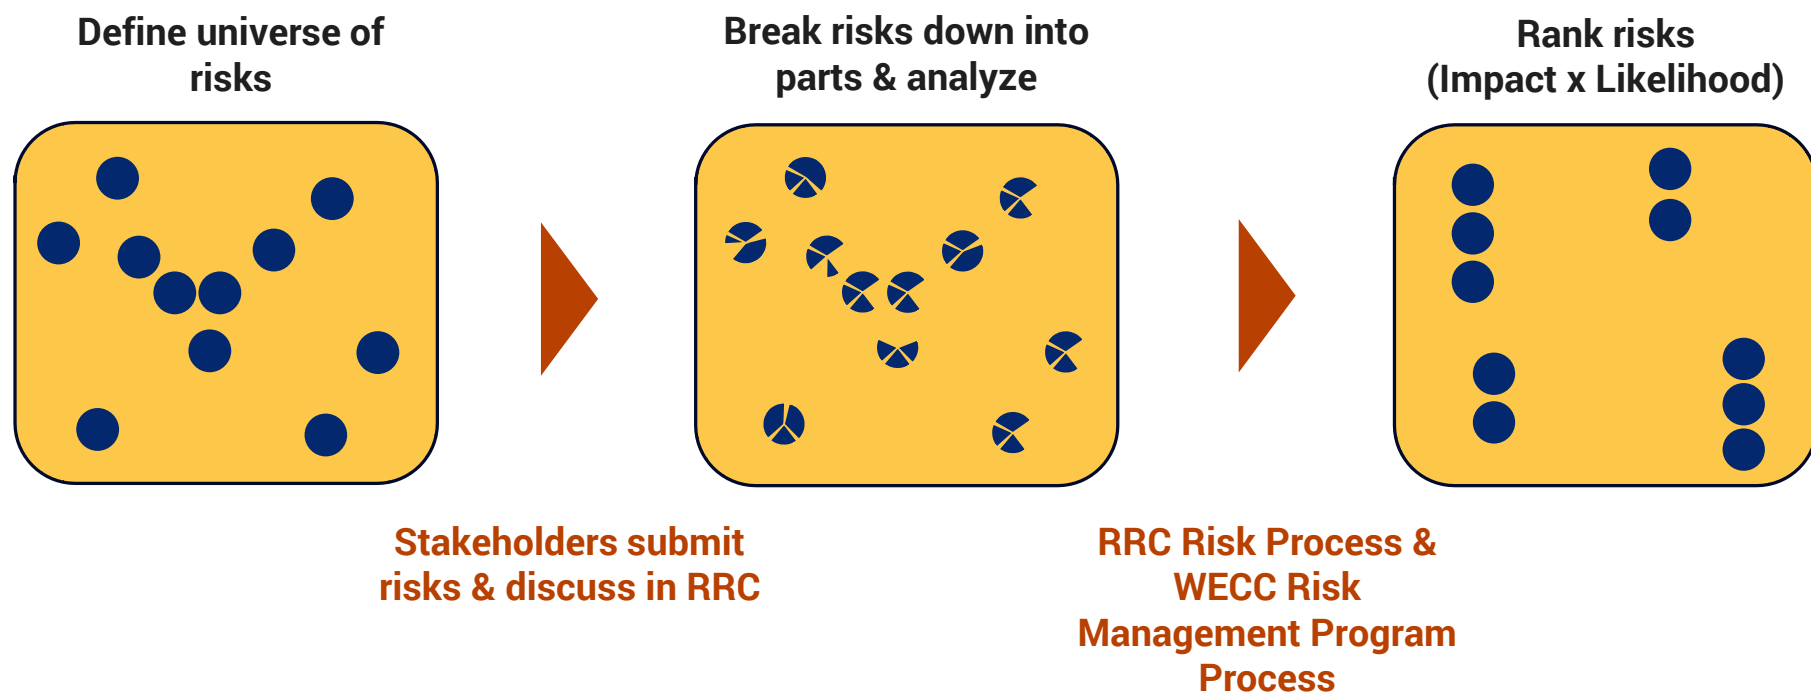 Define universe of
risks
Break risks down into
parts & analyze
Rank risks
(Impact x Likelihood)
Stakeholders submit
risks & discuss in RRC
RRC Risk Process &
WECC Risk
Management Program
Process